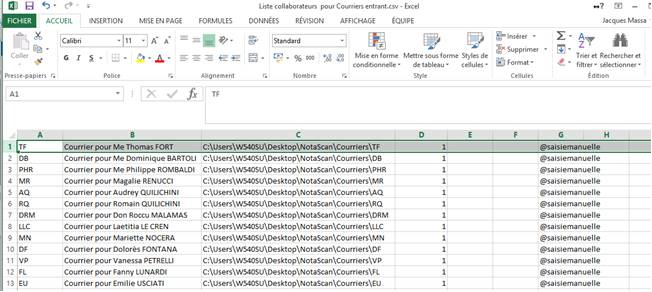 Liste collaborateurs pour Courriers entrant.csv - Excel
FICHIER ACCUEIL INSERTION MISE EN PAGE FORMULES DONNÉES RÉVISION AFFICHAGE ÉQUIPE Jacques Massa
Coller
Calibri 11
Standard
Mise en forme conditionnelle
Mettre sous forme de tableau
Styles de cellules
Insérer
Supprimer
Format
Trier et filtrer
Rechercher et sélectionner
Presse-papiers Police Alignement Nombre Style Cellules Édition
A1 fx TF
A B C D E F G H
1 TF Courrier pour Me Thomas FORT C:\Users\W540SU\Desktop\NotaScan\Courriers\TF 1 @saisiemanuelle
2 DB Courrier pour Me Dominique BARTOLI C:\Users\W540SU\Desktop\NotaScan\Courriers\DB 1 @saisiemanuelle
3 PHR Courrier pour Me Philippe ROMBALDI C:\Users\W540SU\Desktop\NotaScan\Courriers\PHR 1 @saisiemanuelle
4 MR Courrier pour Magalie RENUCCI C:\Users\W540SU\Desktop\NotaScan\Courriers\MR 1 @saisiemanuelle
5 AQ Courrier pour Audrey QUILICHINI C:\Users\W540SU\Desktop\NotaScan\Courriers\AQ 1 @saisiemanuelle
6 RQ Courrier pour Romain QUILICHINI C:\Users\W540SU\Desktop\NotaScan\Courriers\RQ 1 @saisiemanuelle
7 DRM Courrier pour Don Roccu MALAMAS C:\Users\W540SU\Desktop\NotaScan\Courriers\DRM 1 @saisiemanuelle
8 LLC Courrier pour Laetitia LE CREN C:\Users\W540SU\Desktop\NotaScan\Courriers\LLC 1 @saisiemanuelle
9 MN Courrier pour Mariette NOCERA C:\Users\W540SU\Desktop\NotaScan\Courriers\MN 1 @saisiemanuelle
10 DF Courrier pour Dolorès FONTANA C:\Users\W540SU\Desktop\NotaScan\Courriers\DF 1 @saisiemanuelle
11 VP Courrier pour Vanessa PETRELLI C:\Users\W540SU\Desktop\NotaScan\Courriers\VP 1 @saisiemanuelle
12 FL Courrier pour Fanny LUNARDI C:\Users\W540SU\Desktop\NotaScan\Courriers\FL 1 @saisiemanuelle
13 EU Courrier pour Emilie USCIATI C:\Users\W540SU\Desktop\NotaScan\Courriers\EU 1 @saisiemanuelle